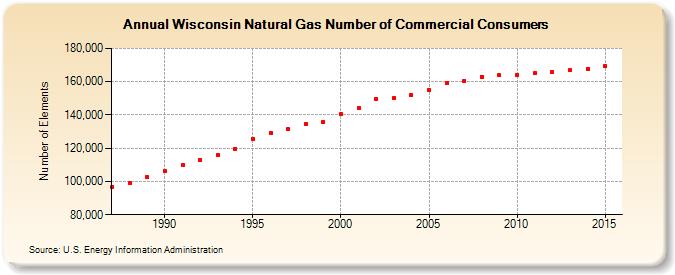 Annual Wisconsin Natural Gas Number of Commercial Consumers
Number of Elements
180,000
160,000
140,000
120,000
100,000
80,000
1990 1995 2000 2005 2010 2015
Source: U.S. Energy Information Administration